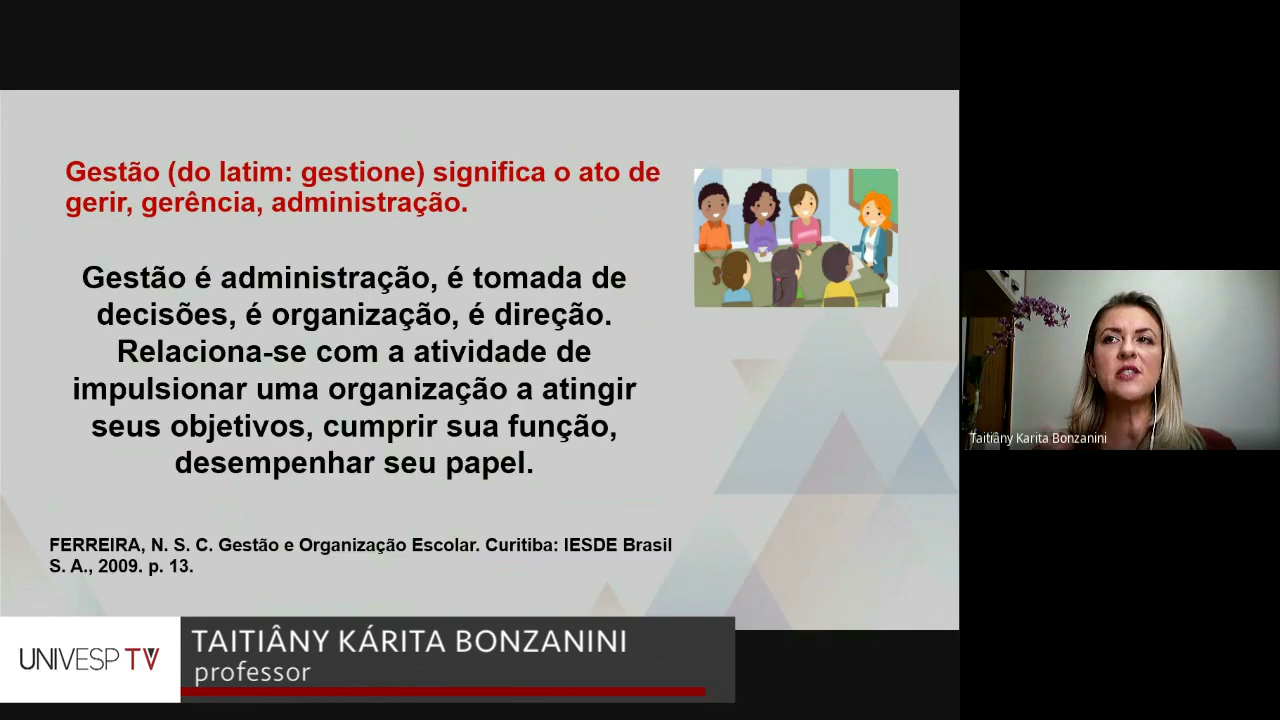 Gestão (do latim: gestione) significa o ato de
gerir, gerência, administração.
Gestão é administração, é tomada de
decisões, é organização, é direção.
Relaciona-se com a atividade de
impulsionar uma organização a atingir
seus objetivos, cumprir sua função,
desempenhar seu papel.
FERREIRA, N. S. C. Gestão e Organização Escolar. Curitiba: IESDE Brasil
S. A., 2009. p. 13.
Taitiâny Karita Bonzanini
UNIVESP TV
TAITIÂNY KÁRITA BONZANINI
professor